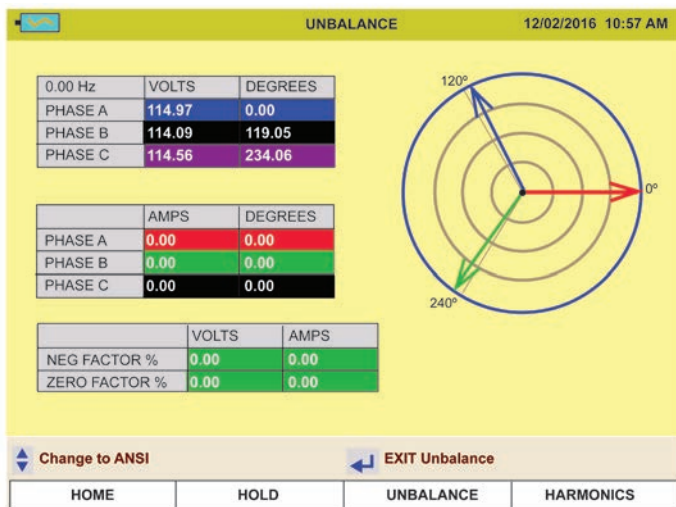 UNBALANCE 12/02/2016 10:57 AM
0.00 Hz VOLTS DEGREES
PHASE A 114.97 0.00
PHASE B 114.09 119.05
PHASE C 114.56 234.06
AMPS DEGREES
PHASE A 0.00 0.00
PHASE B 0.00 0.00
PHASE C 0.00 0.00
VOLTS AMPS
NEG FACTOR % 0.00 0.00
ZERO FACTOR % 0.00 0.00
120º
0º
240º
Change to ANSI EXIT Unbalance
HOME HOLD UNBALANCE HARMONICS